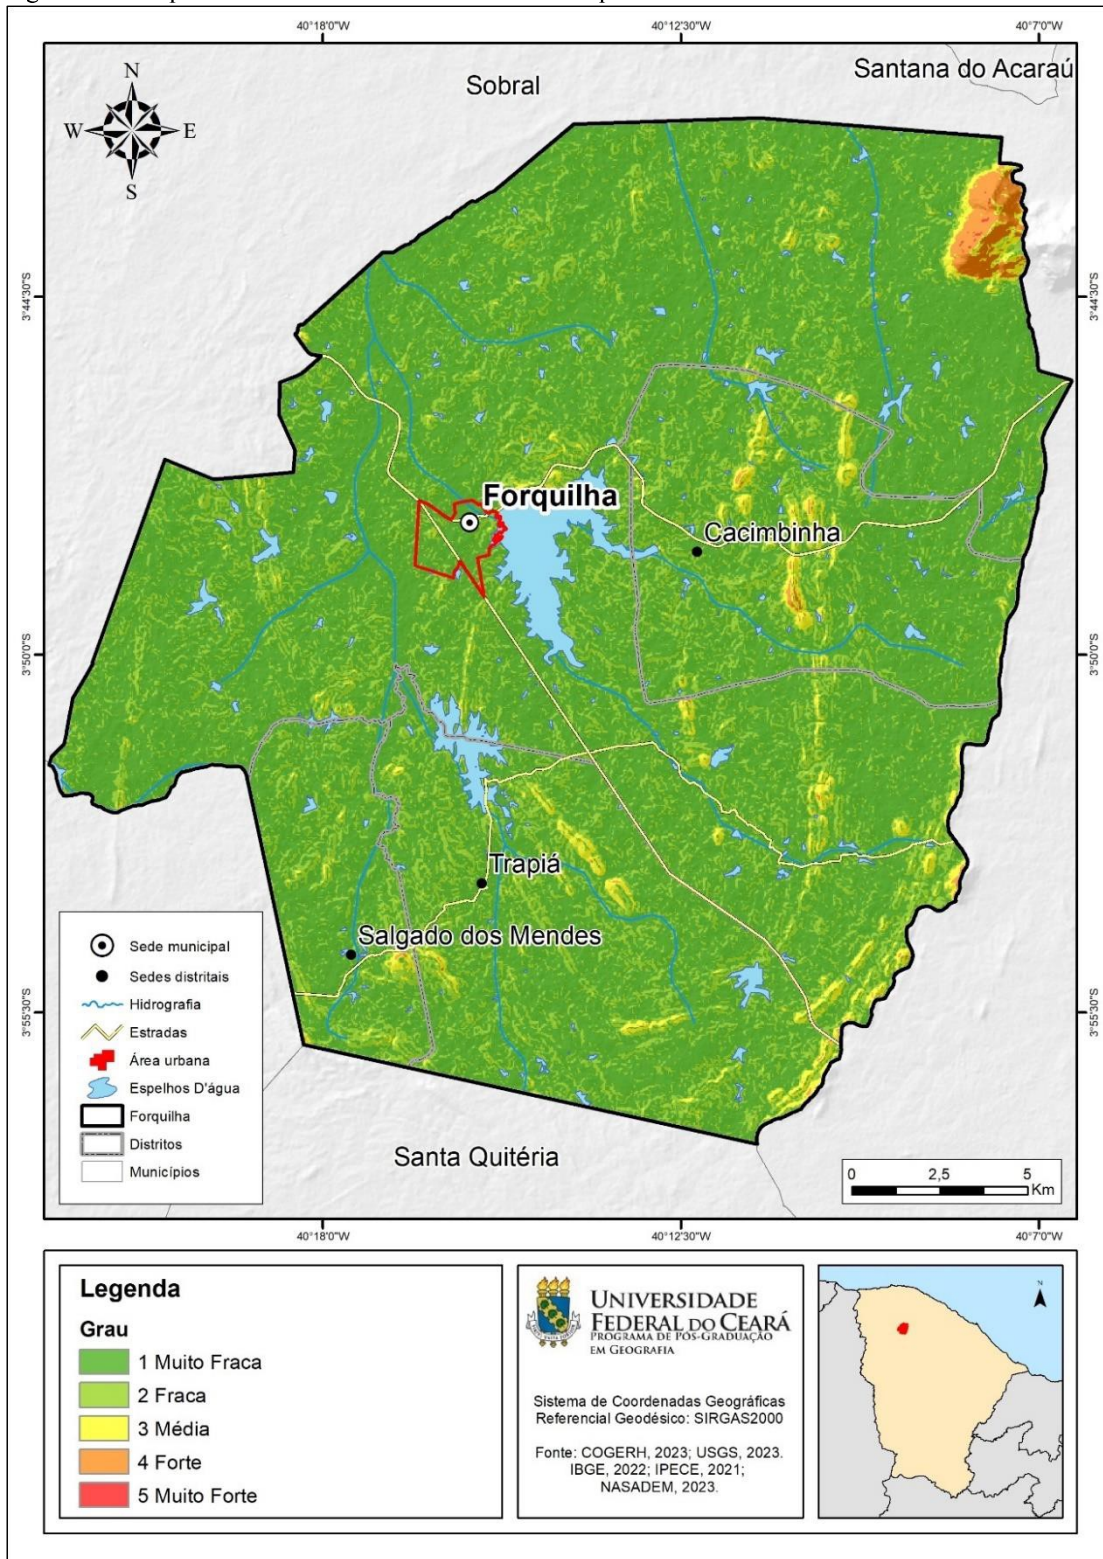 40°18'0"W
40°12'30"W
40°7'0"W
Santana do Acaraú
Sobral
N
W
E
S
3°44'30"S
3°44'30"S
Forquilha
Cacimbinha
3°50'0"S
3°50'0"S
Trapiá
Salgado dos Mendes
Sede municipal
Sedes distritais
Hidrografia
Estradas
Área urbana
Espelhos D'água
Forquilha
Distritos
Municípios
3°55'30"S
3°55'30"S
Santa Quitéria
0 2,5 5
Km
40°18'0"W
40°12'30"W
40°7'0"W
Legenda
Grau
1 Muito Fraca
2 Fraca
3 Média
4 Forte
5 Muito Forte
UNIVERSIDADE
FEDERAL DO CEARÁ
PROGRAMA DE PÓS-GRADUAÇÃO
EM GEOGRAFIA
Sistema de Coordenadas Geográficas
Referencial Geodésico: SIRGAS2000
Fonte: COGERH, 2023; USGS, 2023.
IBGE, 2022; IPECE, 2021;
NASADEM, 2023.
N